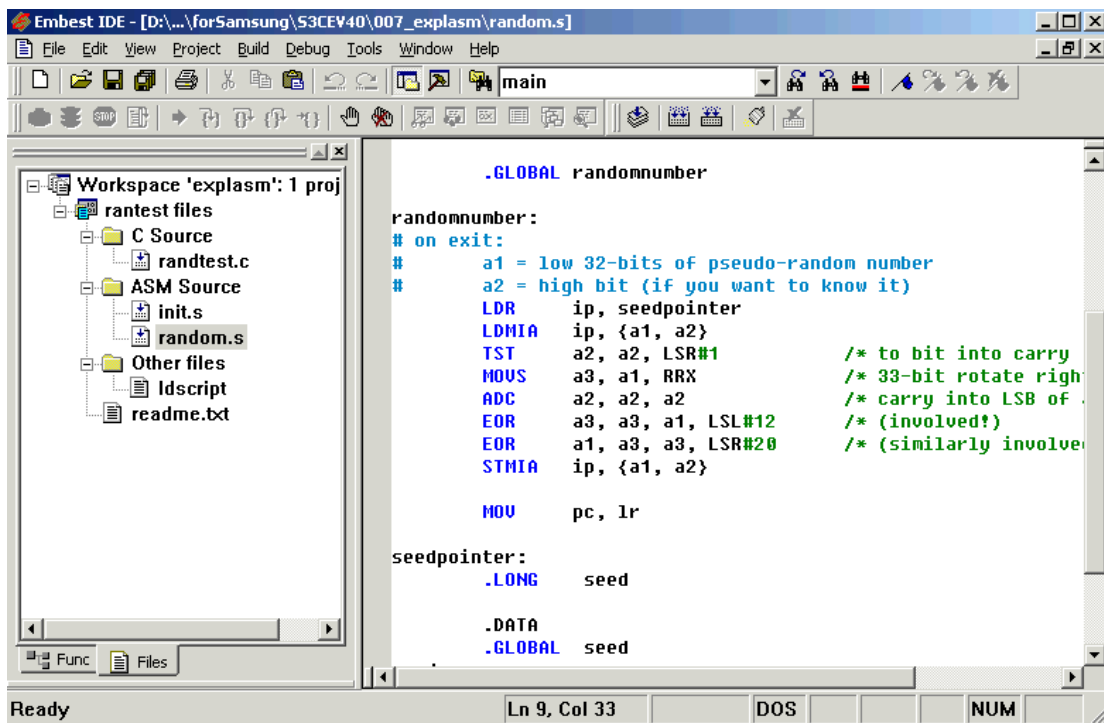 Embest IDE - [D:\...\forSamsung\S3CEV40\007_explasm\random.s]
File Edit View Project Build Debug Tools Window Help
main
Workspace 'explasm': 1 proj
rantest files
C Source
randtest.c
ASM Source
init.s
random.s
Other files
ldscript
readme.txt
Func Files
.GLOBAL randomnumber
randomnumber:
# on exit:
# a1 = low 32-bits of pseudo-random number
# a2 = high bit (if you want to know it)
LDR ip, seedpointer
LDMIA ip, {a1, a2}
TST a2, a2, LSR#1 /* to bit into carry
MOVS a3, a1, RRX /* 33-bit rotate righ
ADC a2, a2, a2 /* carry into LSB of
EOR a3, a3, a1, LSL#12 /* (involved!)
EOR a1, a3, a3, LSR#20 /* (similarly involve
STMIA ip, {a1, a2}
MOV pc, lr
seedpointer:
.LONG seed
.DATA
.GLOBAL seed
Ready Ln 9, Col 33 DOS NUM